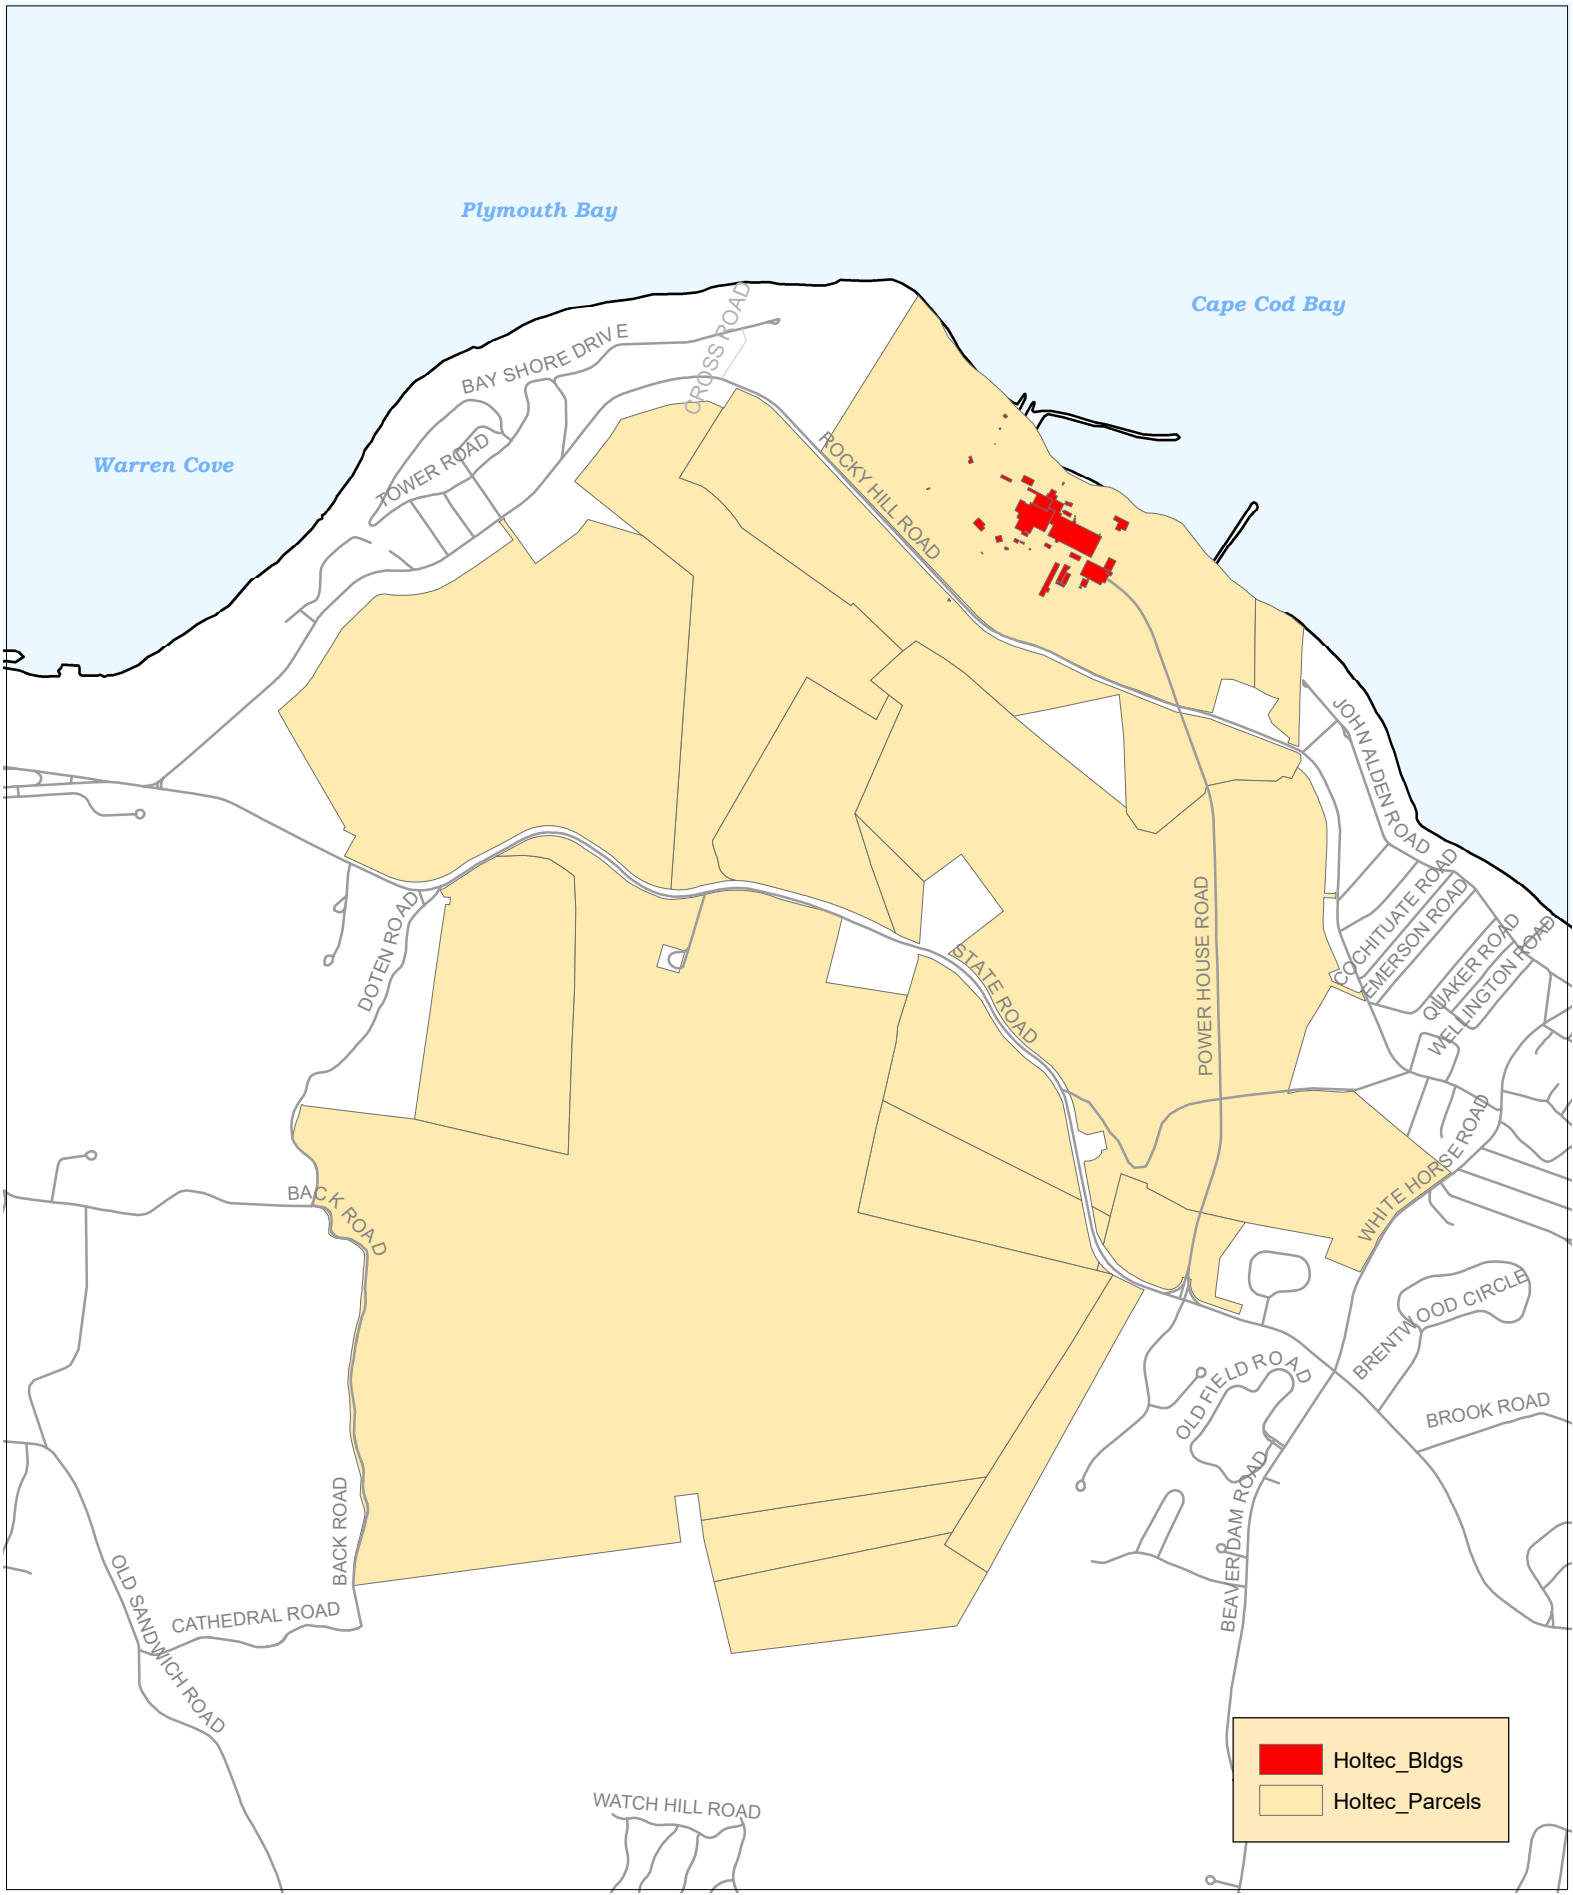 Plymouth Bay
Cape Cod Bay
CROSS ROAD
BAY SHORE DRIVE
TOWER ROAD
Warren Cove
ROCKY HILL ROAD
JOHN ALDEN ROAD
COCHITUATE ROAD
EMERSON ROAD
QUAKER ROAD
WELLINGTON ROAD
DOTEN ROAD
STATE ROAD
POWER HOUSE ROAD
WHITE HORSE ROAD
BACK ROAD
BRENTWOOD CIRCLE
OLD FIELD ROAD
BROOK ROAD
BEAVER DAM ROAD
BACK ROAD
OLD SANDWICH ROAD
CATHEDRAL ROAD
WATCH HILL ROAD
Holtec_Bldgs
Holtec_Parcels